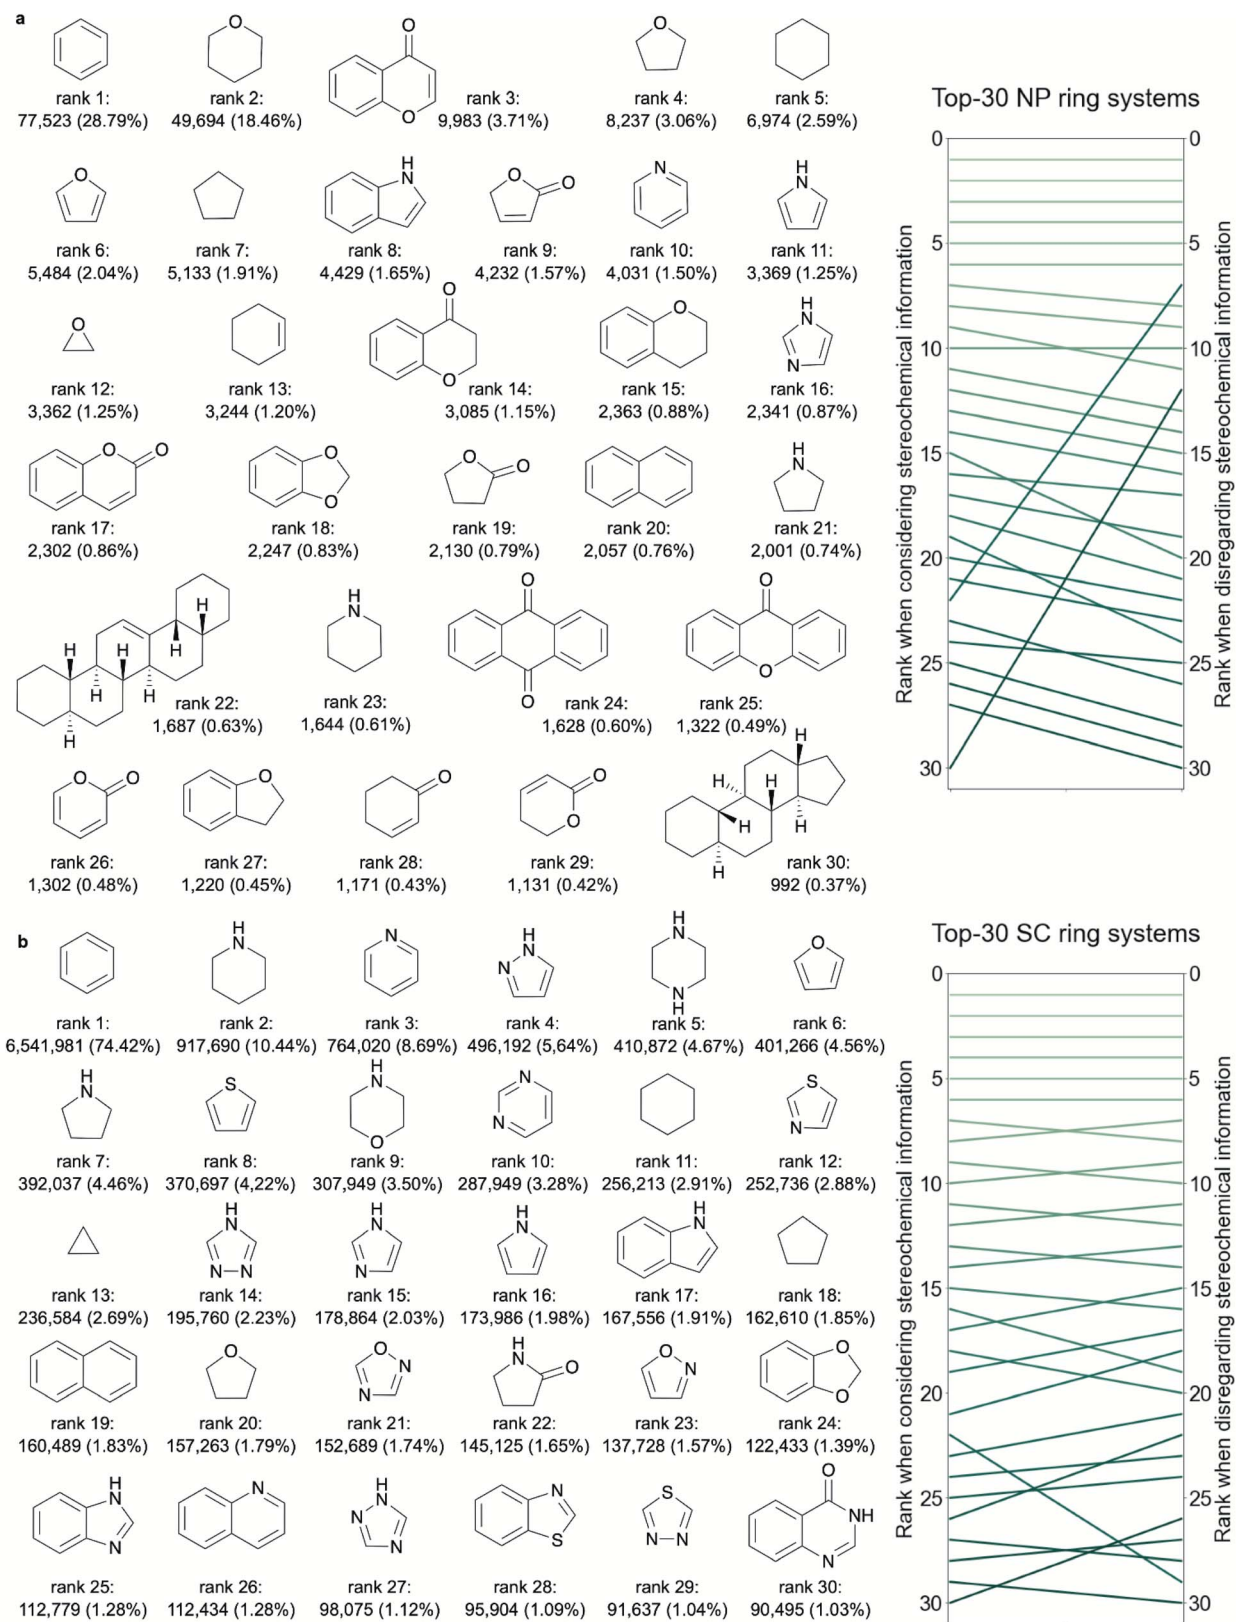 a
O
O
O
O
rank 1:
rank 2:
rank 3:
rank 4:
rank 5:
77,523 (28.79%)
49,694 (18.46%)
9,983 (3.71%)
8,237 (3.06%)
6,974 (2.59%)
O
H
N
O
O
N
H
N
rank 6:
rank 7:
rank 8:
rank 9:
rank 10:
rank 11:
5,484 (2.04%)
5,133 (1.91%)
4,429 (1.65%)
4,232 (1.57%)
4,031 (1.50%)
3,369 (1.25%)
O
O
O
O
H
N
N
rank 12:
rank 13:
rank 14:
rank 15:
rank 16:
3,362 (1.25%)
3,244 (1.20%)
3,085 (1.15%)
2,363 (0.88%)
2,341 (0.87%)
O
O
O
O
O
O
H
N
rank 17:
rank 18:
rank 19:
rank 20:
rank 21:
2,302 (0.86%)
2,247 (0.83%)
2,130 (0.79%)
2,057 (0.76%)
2,001 (0.74%)
H
H
H
H
H
H
H
H
H
N
O
O
O
O
rank 22:
rank 23:
rank 24:
rank 25:
1,687 (0.63%)
1,644 (0.61%)
1,628 (0.60%)
1,322 (0.49%)
O
O
O
O
O
O
H
H
H
H
H
H
rank 26:
rank 27:
rank 28:
rank 29:
rank 30:
1,302 (0.48%)
1,220 (0.45%)
1,171 (0.43%)
1,131 (0.42%)
992 (0.37%)
Top-30 NP ring systems
Rank when considering stereochemical information
0
5
10
15
20
25
30
0
5
10
15
20
25
30
Rank when disregarding stereochemical information
b
H
N
N
H
N
N
H
N
N
H
O
rank 1:
rank 2:
rank 3:
rank 4:
rank 5:
rank 6:
6,541,981 (74.42%)
917,690 (10.44%)
764,020 (8.69%)
496,192 (5,64%)
410,872 (4.67%)
401,266 (4.56%)
H
N
S
H
N
O
N
N
S
N
rank 7:
rank 8:
rank 9:
rank 10:
rank 11:
rank 12:
392,037 (4.46%)
370,697 (4,22%)
307,949 (3.50%)
287,949 (3.28%)
256,213 (2.91%)
252,736 (2.88%)
H
N
N
N
H
N
N
H
N
H
N
rank 13:
rank 14:
rank 15:
rank 16:
rank 17:
rank 18:
236,584 (2.69%)
195,760 (2.23%)
178,864 (2.03%)
173,986 (1.98%)
167,556 (1.91%)
162,610 (1.85%)
O
O
N
N
H
N
O
O
N
O
O
rank 19:
rank 20:
rank 21:
rank 22:
rank 23:
rank 24:
160,489 (1.83%)
157,263 (1.79%)
152,689 (1.74%)
145,125 (1.65%)
137,728 (1.57%)
122,433 (1.39%)
H
N
N
N
H
N
N
N
N
S
S
N
N
O
NH
N
rank 25:
rank 26:
rank 27:
rank 28:
rank 29:
rank 30:
112,779 (1.28%)
112,434 (1.28%)
98,075 (1.12%)
95,904 (1.09%)
91,637 (1.04%)
90,495 (1.03%)
Top-30 SC ring systems
Rank when considering stereochemical information
0
5
10
15
20
25
30
0
5
10
15
20
25
30
Rank when disregarding stereochemical information